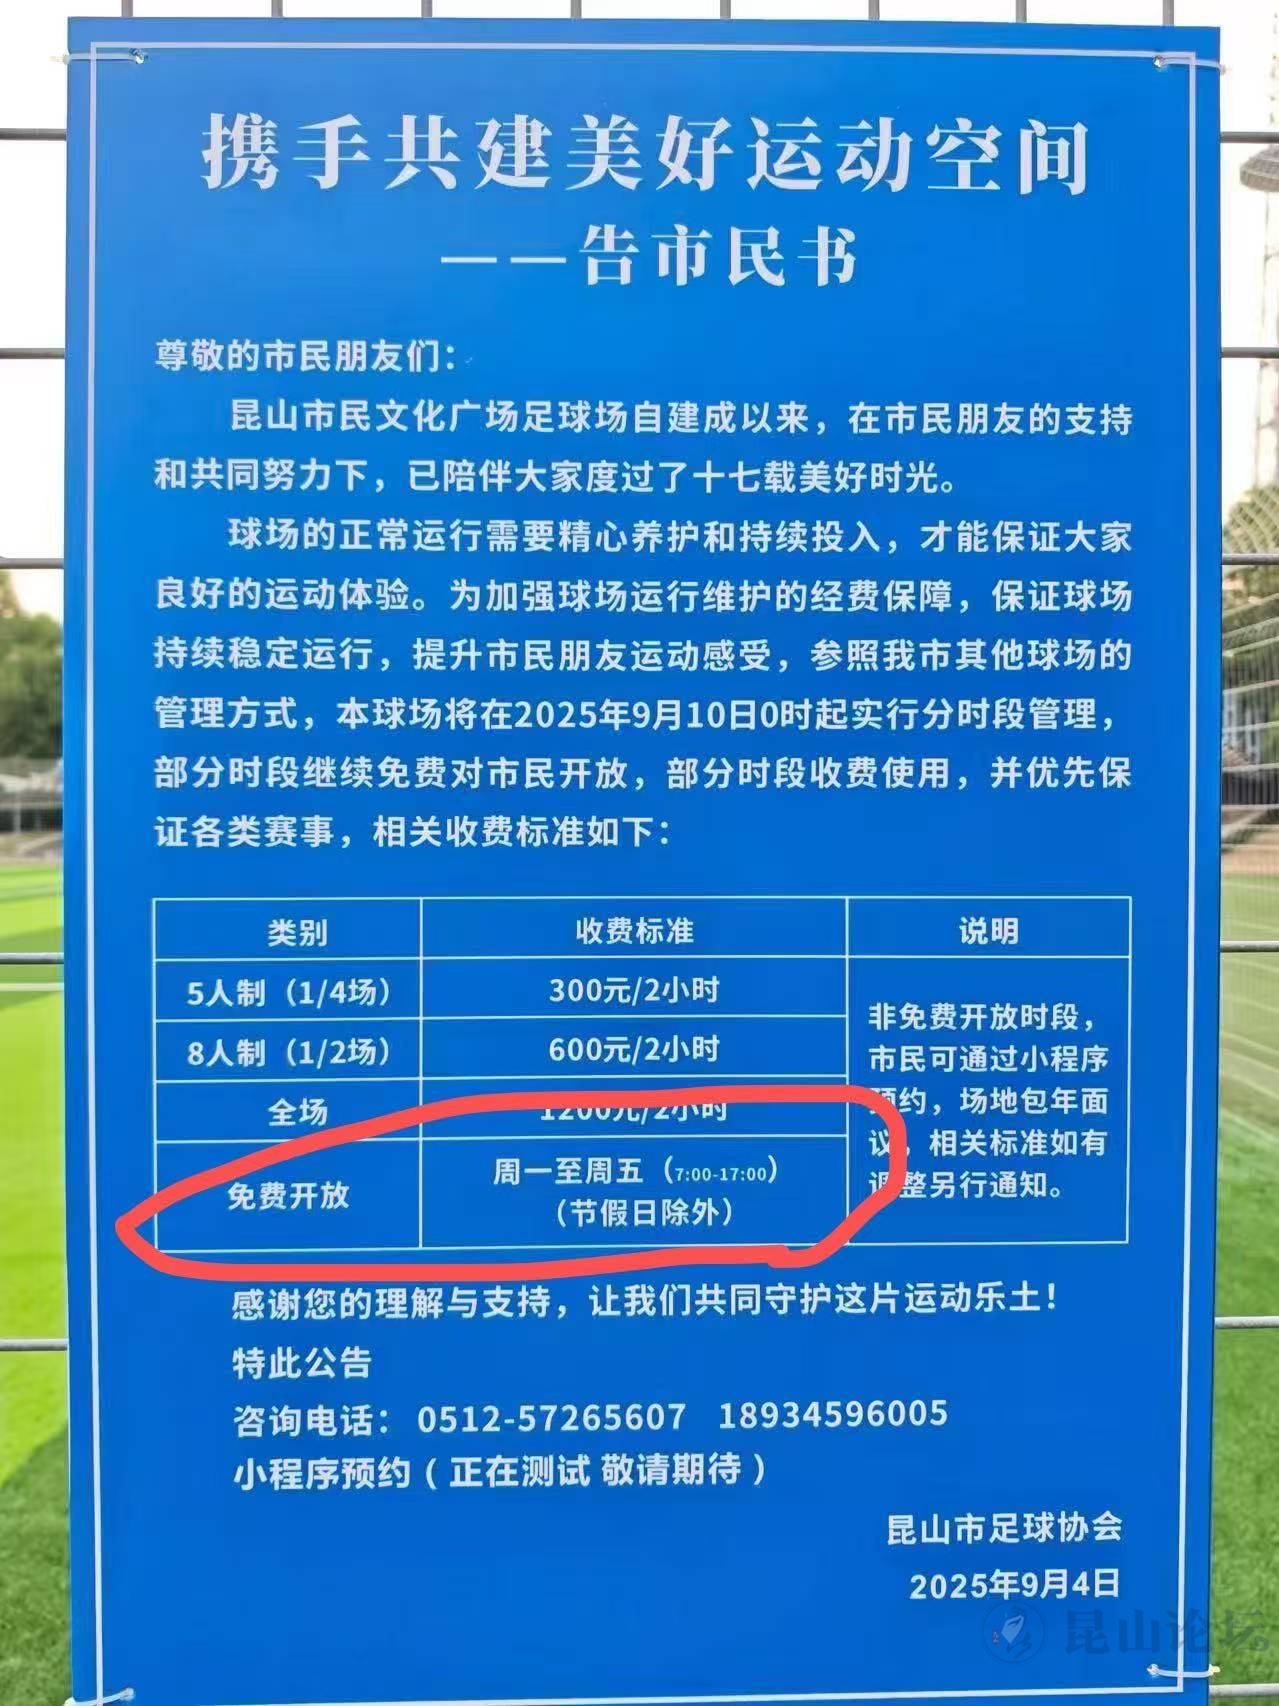 携手共建美好运动空间
——告市民书
尊敬的市民朋友们：
昆山市民文化广场足球场自建成以来，在市民朋友的支持
和共同努力下，已陪伴大家度过了十七载美好时光。
球场的正常运行需要精心养护和持续投入，才能保证大家
良好的运动体验。为加强球场运行维护的经费保障，保证球场
持续稳定运行，提升市民朋友运动感受，参照我市其他球场的
管理方式，本球场将在2025年9月10日0时起实行分时段管理，
部分时段继续免费对市民开放，部分时段收费使用，并优先保
证各类赛事，相关收费标准如下：
类别 收费标准 说明
5人制（1/4场） 300元/2小时
8人制（1/2场） 600元/2小时
全场 1200元/2小时
免费开放 周一至周五（7:00-17:00）
（节假日除外）
非免费开放时段，
市民可通过小程序
预约，场地包年面
议，相关标准如有
调整另行通知。
感谢您的理解与支持，让我们共同守护这片运动乐土！
特此公告
咨询电话： 0512-57265607 18934596005
小程序预约（正在测试 敬请期待）
昆山市足球协会
2025年9月4日
昆山论坛